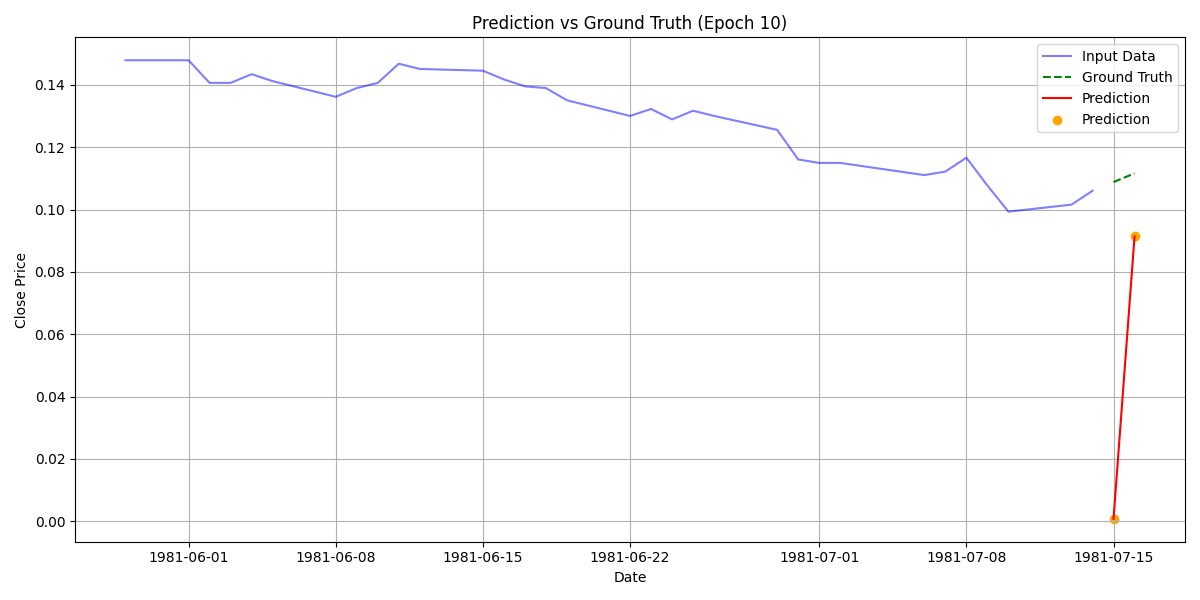 Prediction vs Ground Truth (Epoch 10)
Input Data
Ground Truth
Prediction
Prediction
Close Price
0.14
0.12
0.10
0.08
0.06
0.04
0.02
0.00
1981-06-01
1981-06-08
1981-06-15
1981-06-22
1981-07-01
1981-07-08
1981-07-15
Date